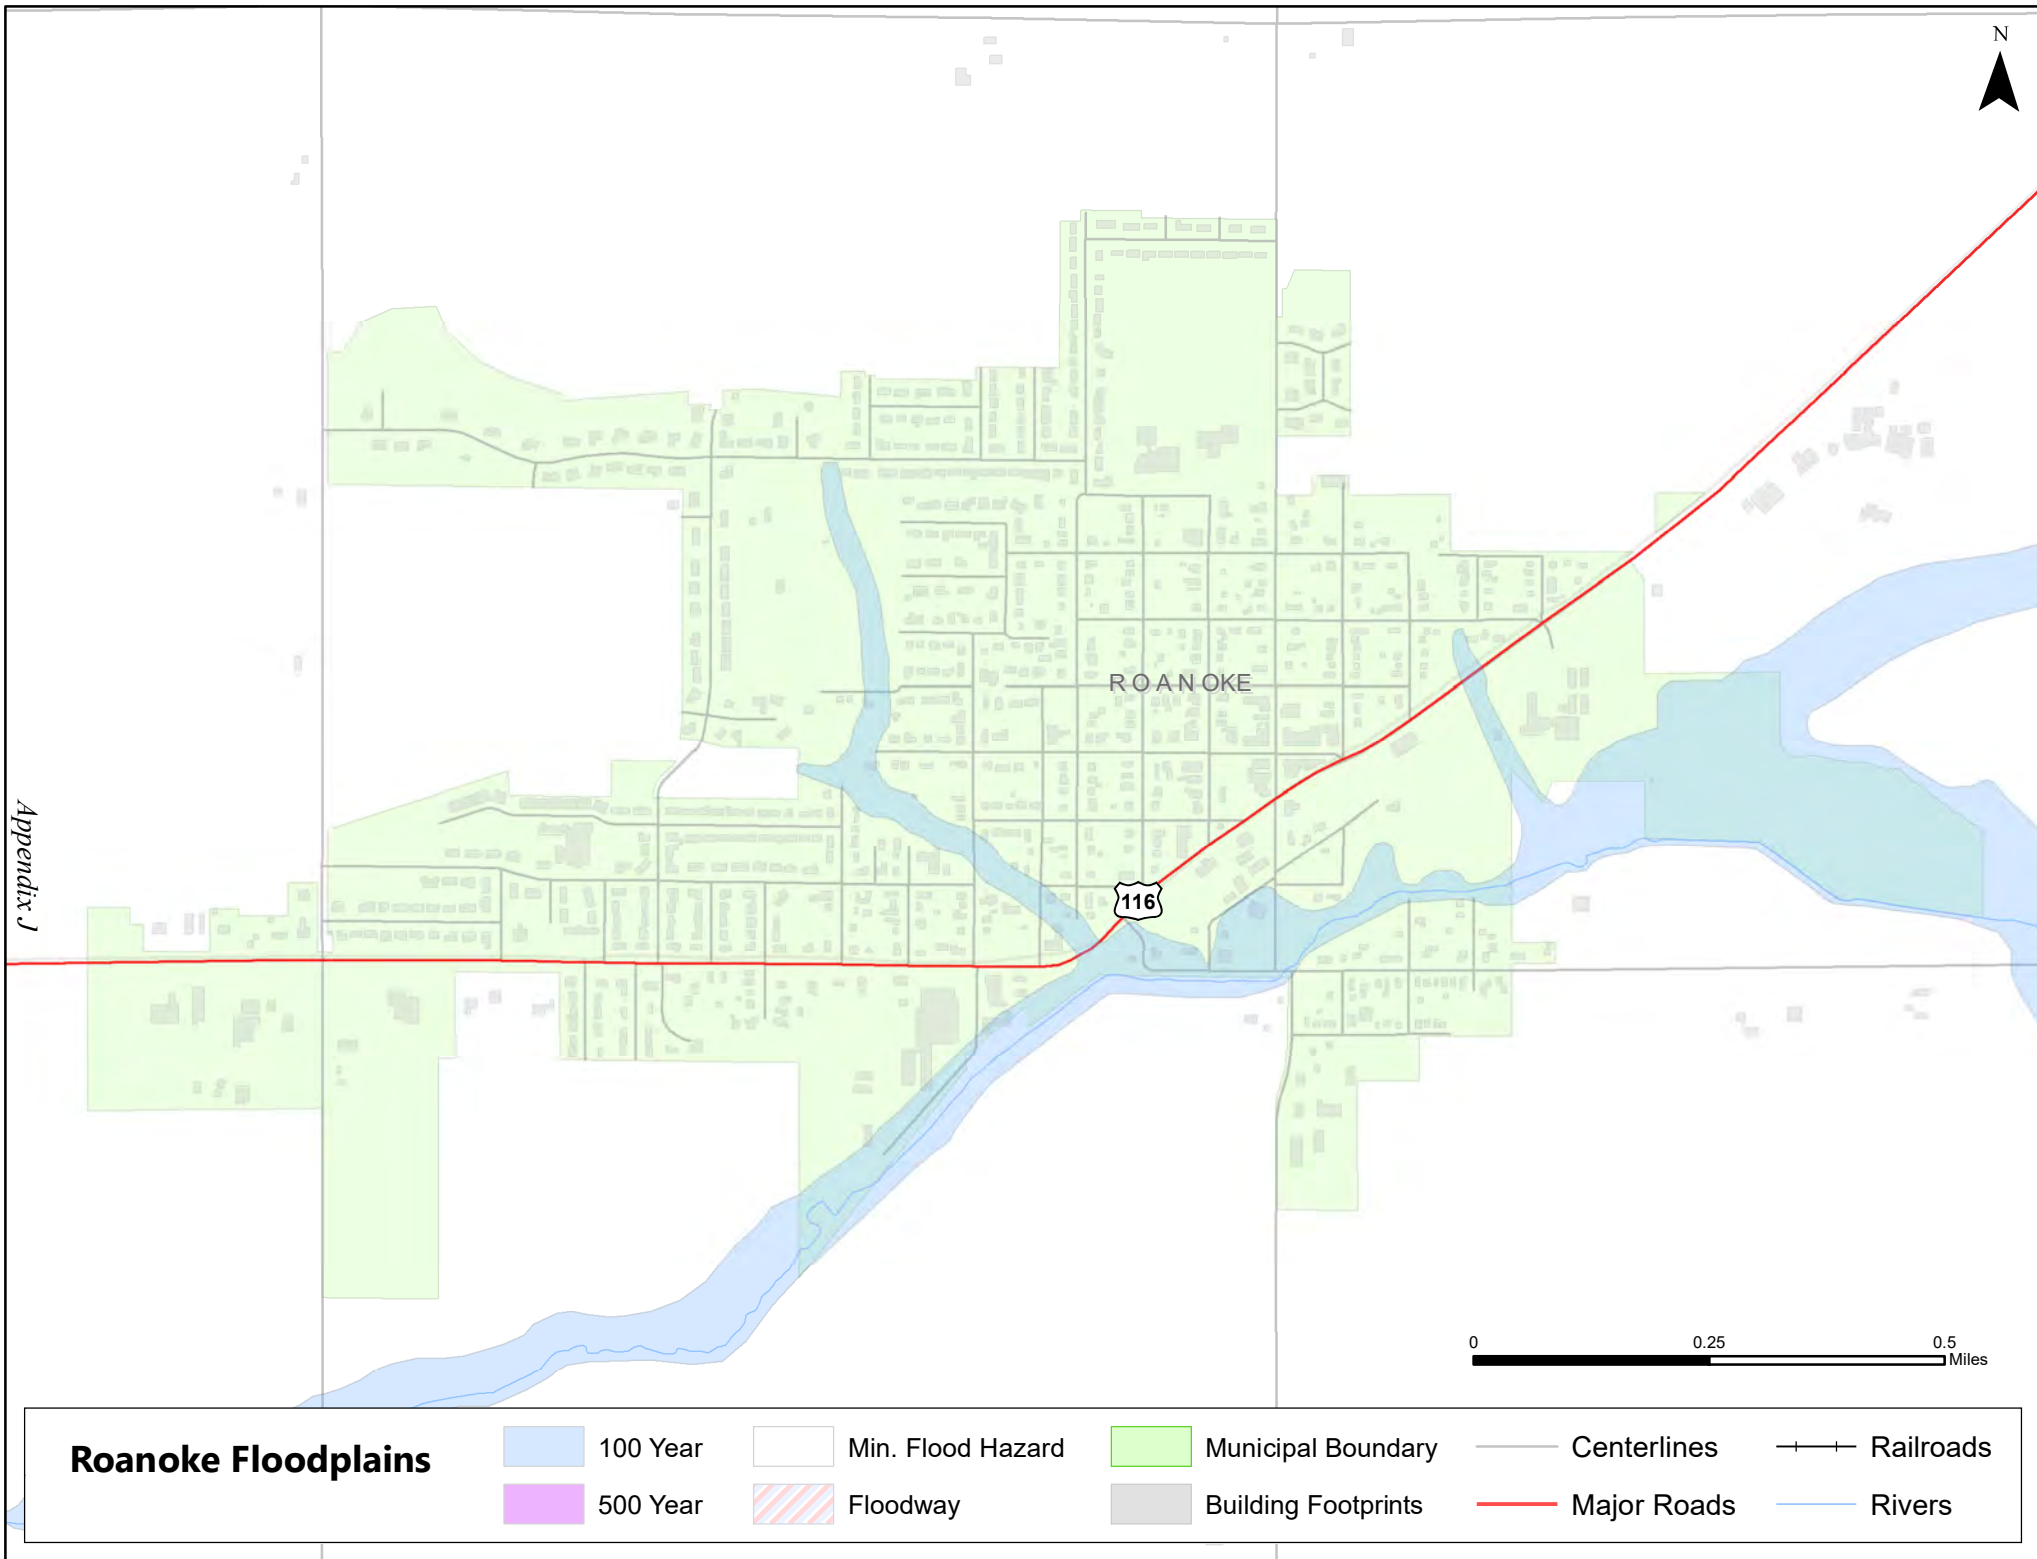 N
ROANOKE
116
Appendix J
0 0.25 0.5
Miles
Roanoke Floodplains
100 Year
500 Year
Min. Flood Hazard
Floodway
Municipal Boundary
Building Footprints
Centerlines
Major Roads
Railroads
Rivers